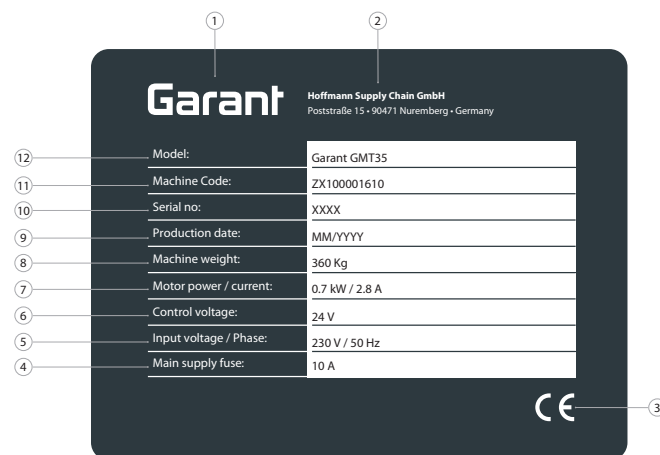 1
2
Garant
Hoffmann Supply Chain GmbH
Poststraße 15 • 90471 Nuremberg • Germany
12 Model: Garant GMT35
11 Machine Code: ZX100001610
10 Serial no: XXXX
9 Production date: MM/YYYY
8 Machine weight: 360 Kg
7 Motor power / current: 0.7 kW / 2.8 A
6 Control voltage: 24 V
5 Input voltage / Phase: 230 V / 50 Hz
4 Main supply fuse: 10 A
CE
3